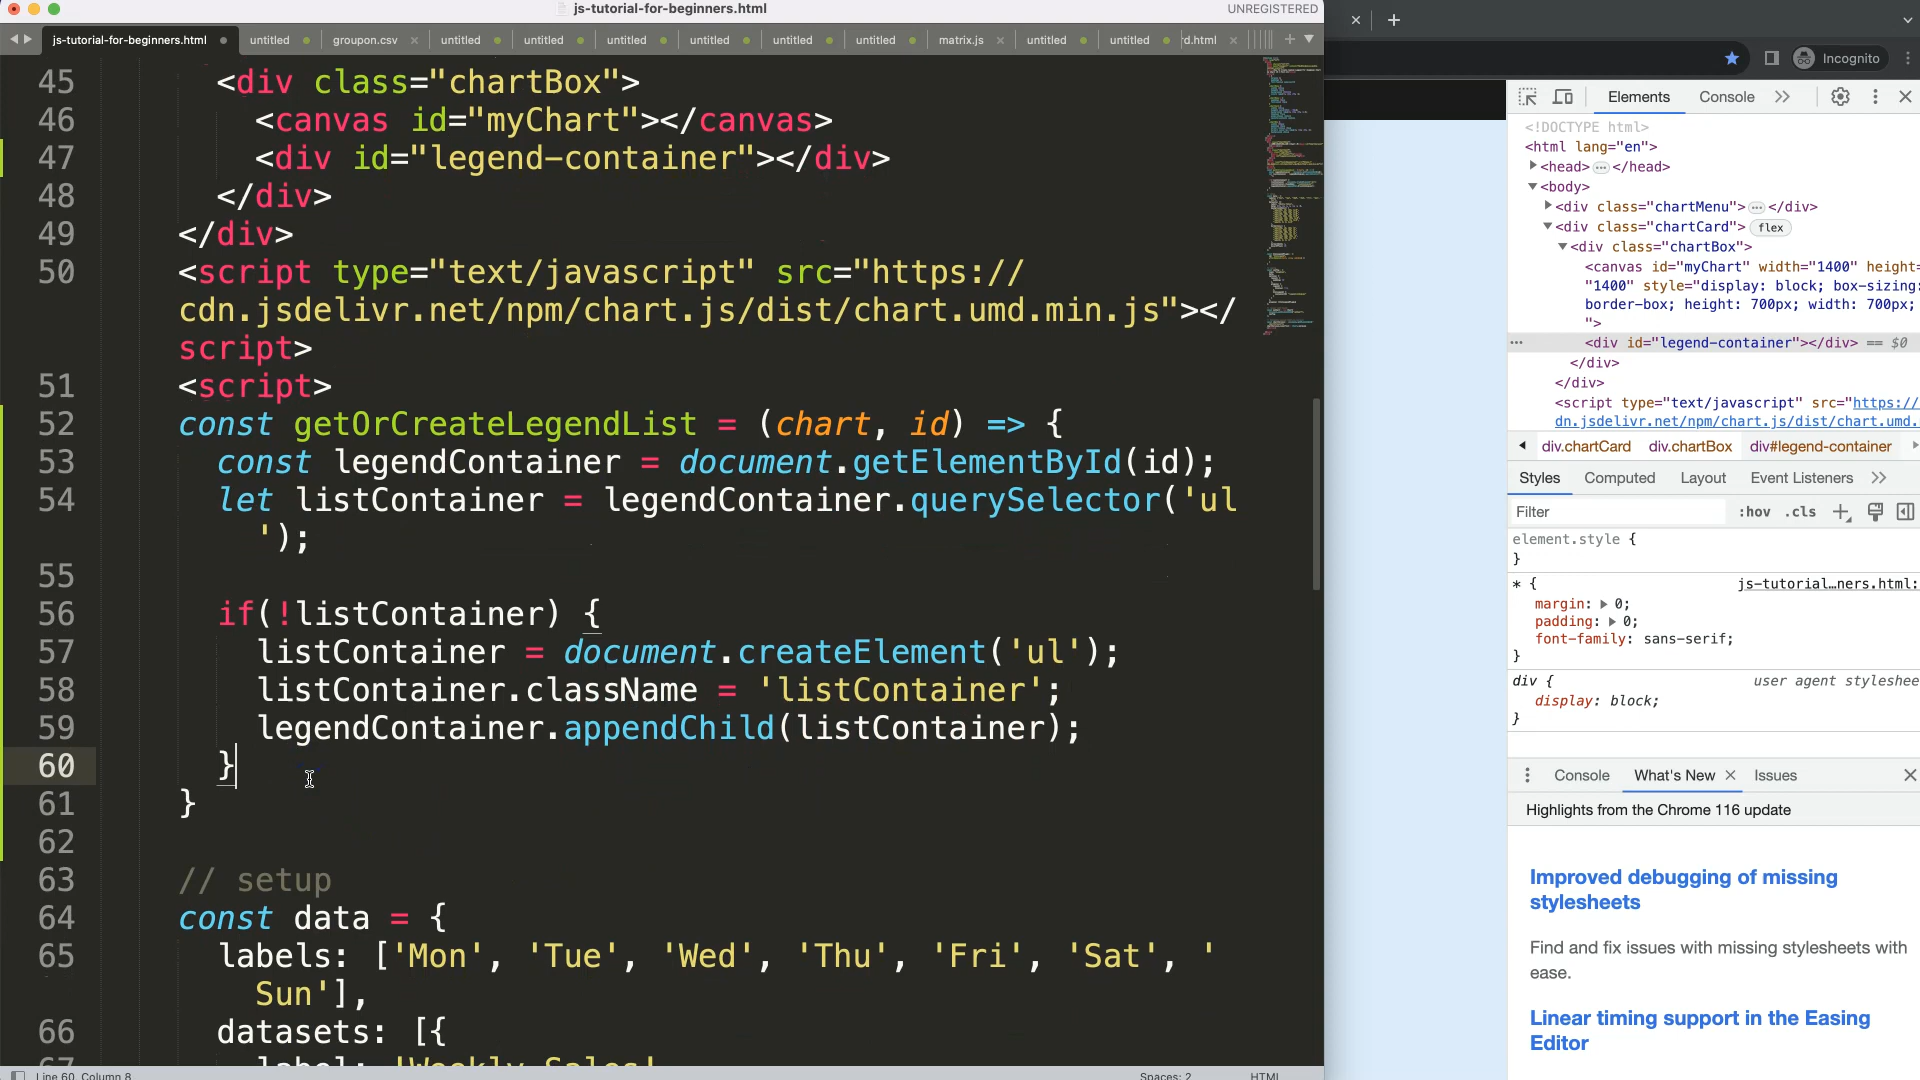 js-tutorial-for-beginners.html
UNREGISTERED
js-tutorial-for-beginners.html
untitled
groupon.csv
untitled
untitled
untitled
untitled
untitled
untitled
matrix.js
untitled
untitled
rd.html
45 <div class="chartBox">
46 <canvas id="myChart"></canvas>
47 <div id="legend-container"></div>
48 </div>
49 </div>
50 <script type="text/javascript" src="https://
cdn.jsdelivr.net/npm/chart.js/dist/chart.umd.min.js"></
script>
51 <script>
52 const getOrCreateLegendList = (chart, id) => {
53 const legendContainer = document.getElementById(id);
54 let listContainer = legendContainer.querySelector('ul
');
55
56 if(!listContainer) {
57 listContainer = document.createElement('ul');
58 listContainer.className = 'listContainer';
59 legendContainer.appendChild(listContainer);
60 }
61 }
62
63 // setup
64 const data = {
65 labels: ['Mon', 'Tue', 'Wed', 'Thu', 'Fri', 'Sat', '
Sun'],
66 datasets: [{
67 label: 'Weekly Sales'
Line 60, Column 8
Spaces: 2
HTML
Incognito
Elements
Console
<!DOCTYPE html>
<html lang="en">
<head> </head>
<body>
<div class="chartMenu"> </div>
<div class="chartCard"> flex
<div class="chartBox">
<canvas id="myChart" width="1400" height=
"1400" style="display: block; box-sizing:
border-box; height: 700px; width: 700px;
">
<div id="legend-container"></div> == $0
</div>
</div>
<script type="text/javascript" src="https://
dn.jsdelivr.net/npm/chart.js/dist/chart.umd.
div.chartCard div.chartBox div#legend-container
Styles Computed Layout Event Listeners
Filter
:hov .cls
element.style {
}
* { js-tutorial…ners.html:
margin: 0;
padding: 0;
font-family: sans-serif;
}
div { user agent styleshee
display: block;
}
Console What's New Issues
Highlights from the Chrome 116 update
Improved debugging of missing
stylesheets
Find and fix issues with missing stylesheets with
ease.
Linear timing support in the Easing
Editor